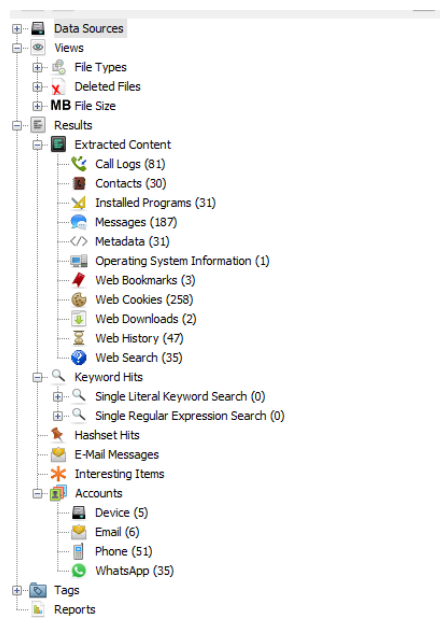 Data Sources
Views
File Types
Deleted Files
MB File Size
Results
Extracted Content
Call Logs (81)
Contacts (30)
Installed Programs (31)
Messages (187)
Metadata (31)
Operating System Information (1)
Web Bookmarks (3)
Web Cookies (258)
Web Downloads (2)
Web History (47)
Web Search (35)
Keyword Hits
Single Literal Keyword Search (0)
Single Regular Expression Search (0)
Hashset Hits
E-Mail Messages
Interesting Items
Accounts
Device (5)
Email (6)
Phone (51)
WhatsApp (35)
Tags
Reports